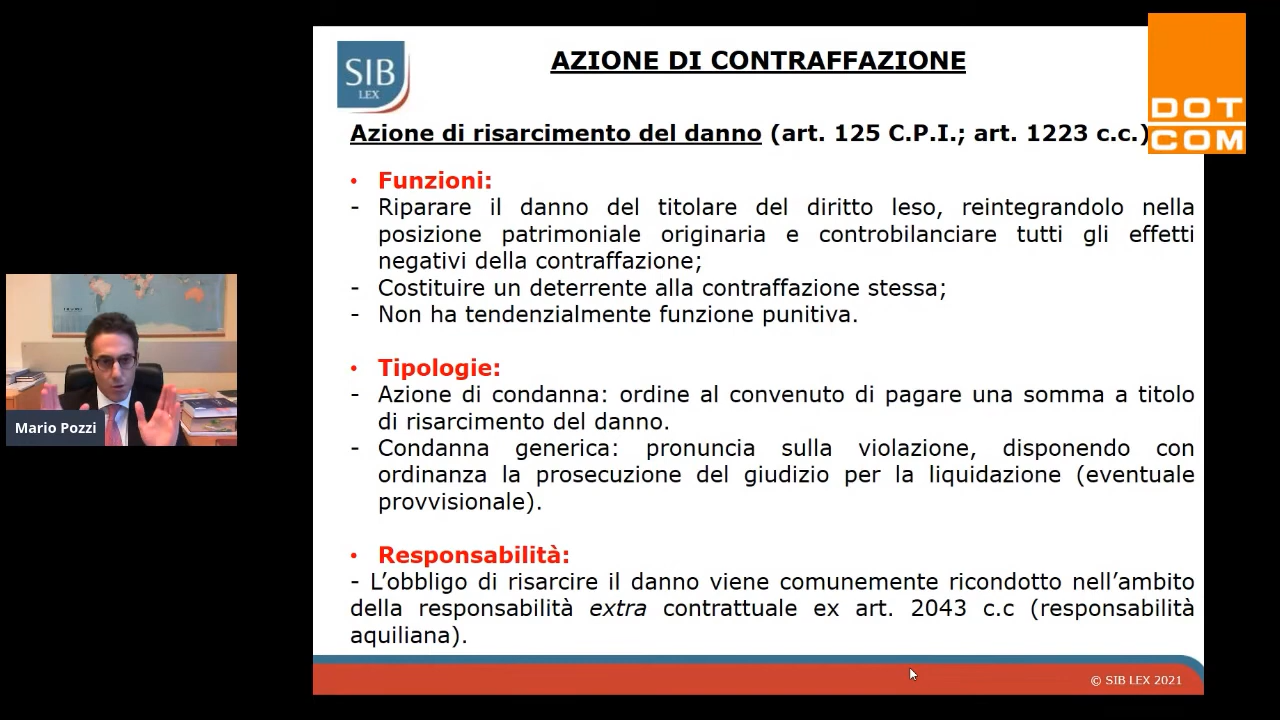 SIB
LEX
AZIONE DI CONTRAFFAZIONE
DOT
COM
Azione di risarcimento del danno (art. 125 C.P.I.; art. 1223 c.c.)
• Funzioni:
- Riparare il danno del titolare del diritto leso, reintegrandolo nella
posizione patrimoniale originaria e controbilanciare tutti gli effetti
negativi della contraffazione;
- Costituire un deterrente alla contraffazione stessa;
- Non ha tendenzialmente funzione punitiva.
• Tipologie:
- Azione di condanna: ordine al convenuto di pagare una somma a titolo
di risarcimento del danno.
- Condanna generica: pronuncia sulla violazione, disponendo con
ordinanza la prosecuzione del giudizio per la liquidazione (eventuale
provvisionale).
• Responsabilità:
- L’obbligo di risarcire il danno viene comunemente ricondotto nell’ambito
della responsabilità extra contrattuale ex art. 2043 c.c (responsabilità
aquiliana).
Mario Pozzi
© SIB LEX 2021